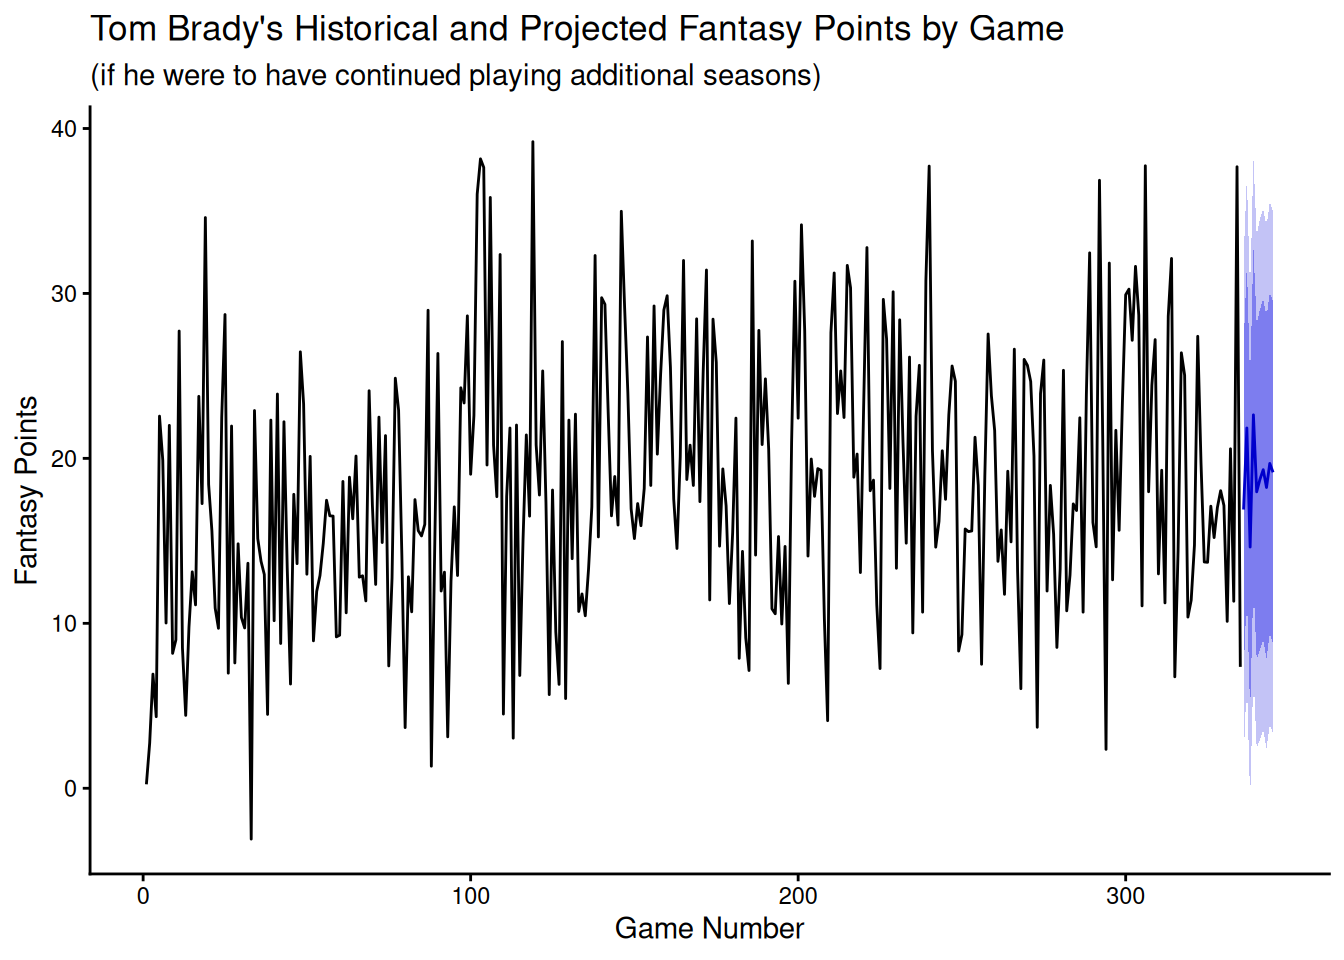 Tom Brady's Historical and Projected Fantasy Points by Game
(if he were to have continued playing additional seasons)
40
30
20
10
0
Fantasy Points
0 100 200 300
Game Number